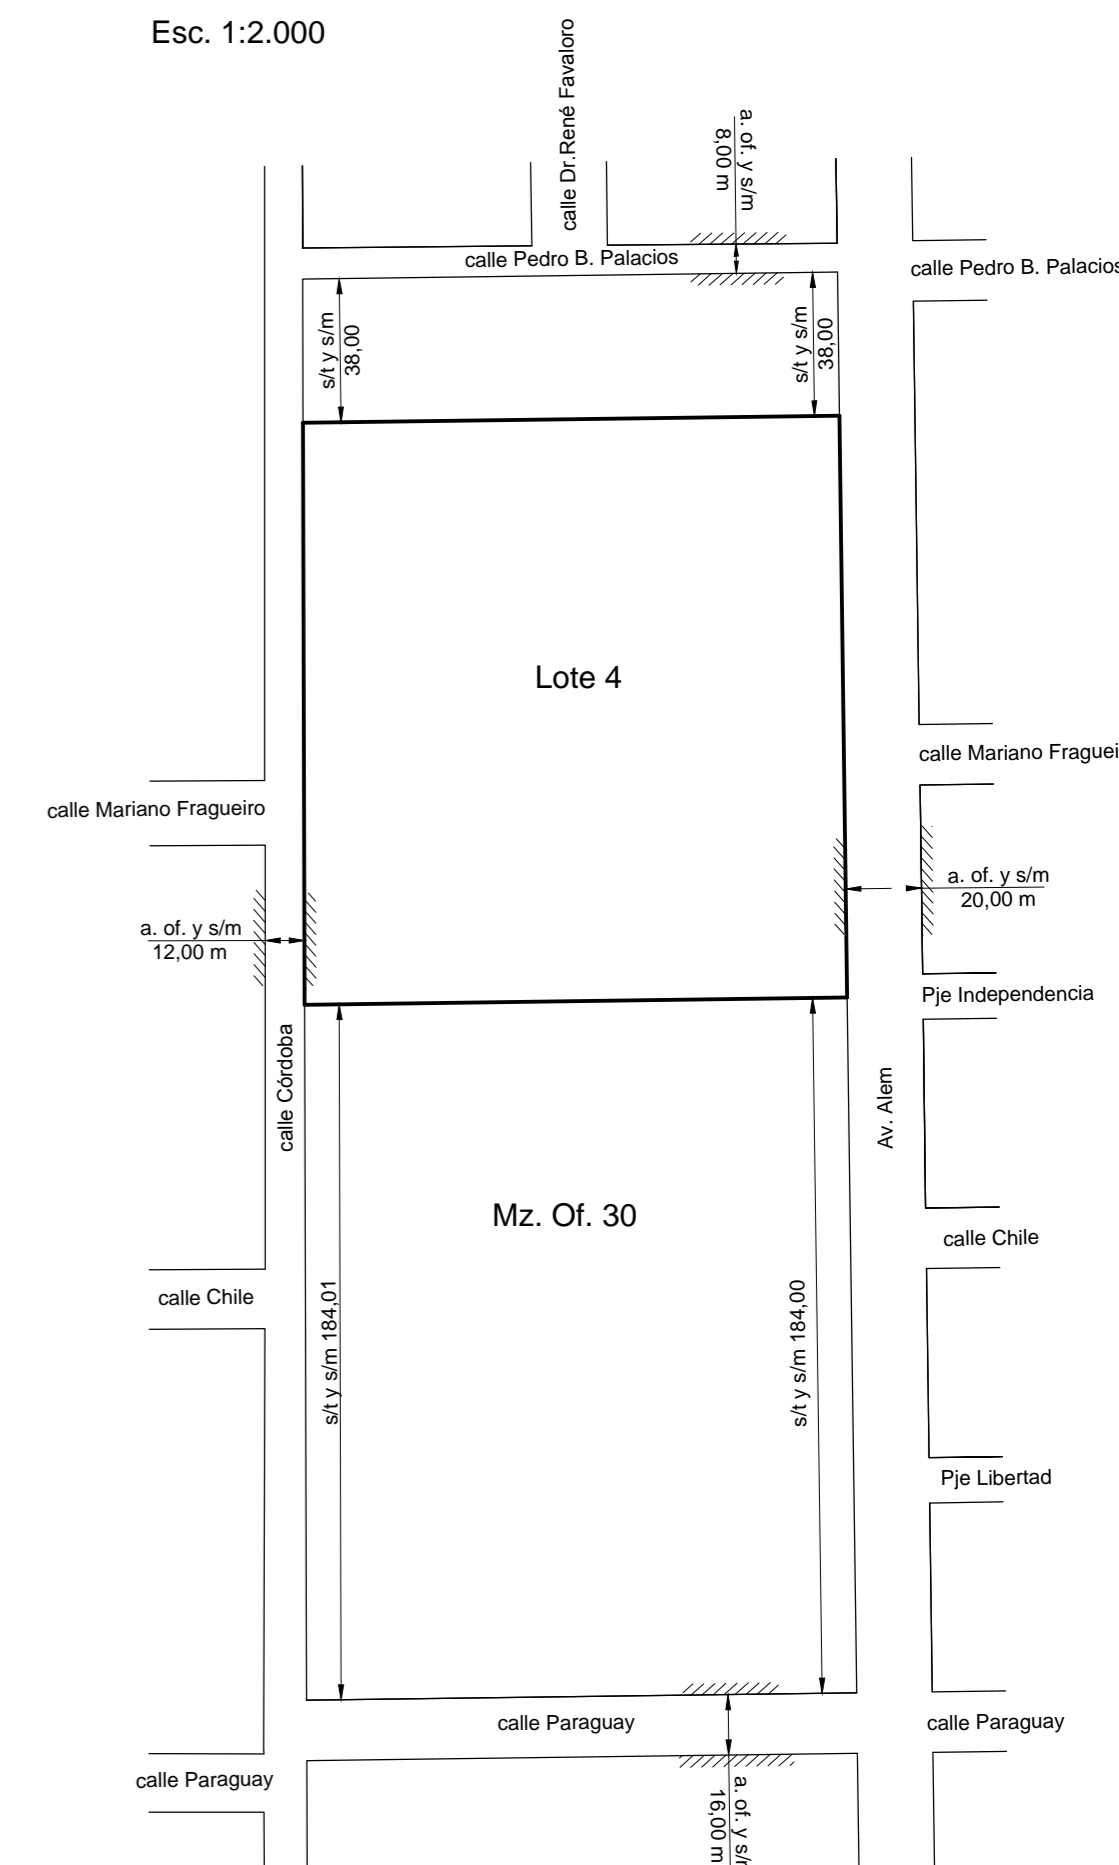 Esc. 1:2.000
calle Dr.René Favaloro
a. of. y s/m
8,00 m
calle Pedro B. Palacios
calle Pedro B. Palacios
s/t y s/m
38,00
s/t y s/m
38,00
Lote 4
calle Mariano Fraguei
calle Mariano Fragueiro
a. of. y s/m
20,00 m
a. of. y s/m
12,00 m
Pje Independencia
calle Córdoba
Av. Alem
Mz. Of. 30
calle Chile
calle Chile
s/t y s/m 184,01
s/t y s/m 184,00
Pje Libertad
calle Paraguay
calle Paraguay
calle Paraguay
a. of. y s/
16,00 m